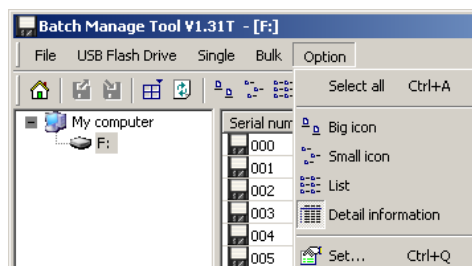 Batch Manage Tool V1.31T - [F:]
File USB Flash Drive Single Bulk Option
Select all Ctrl+A
My computer
F:
Serial num
000
001
002
003
004
005
Big icon
Small icon
List
Detail information
Set... Ctrl+Q